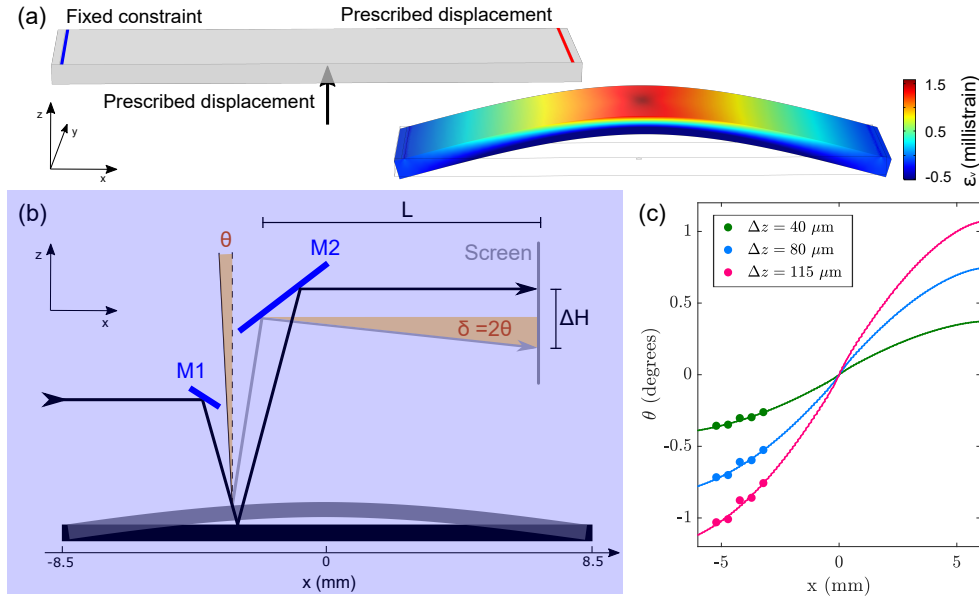 (a)
Fixed constraint
Prescribed displacement
Prescribed displacement
z
y
x
1.5
0.5
-0.5
εᵥ (millistrain)
(b)
L
θ
M2
Screen
z
x
ΔH
δ =2θ
M1
-8.5
0
8.5
x (mm)
(c)
Δz = 40 μm
Δz = 80 μm
Δz = 115 μm
1
0.5
0
-0.5
-1
θ (degrees)
-5
0
5
x (mm)